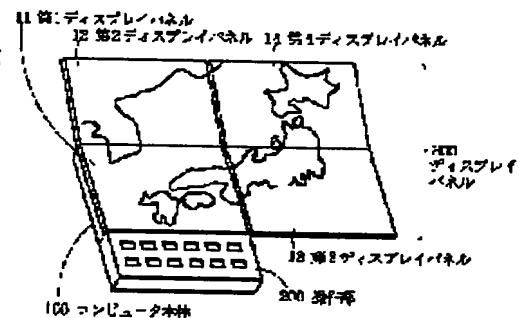 11 第1ディスプレイパネル
12 第2ディスプレイパネル 14 第4ディスプレイパネル
ディスプレイ
パネル
13 第3ディスプレイパネル
200 操作部
100 コンピュータ本体